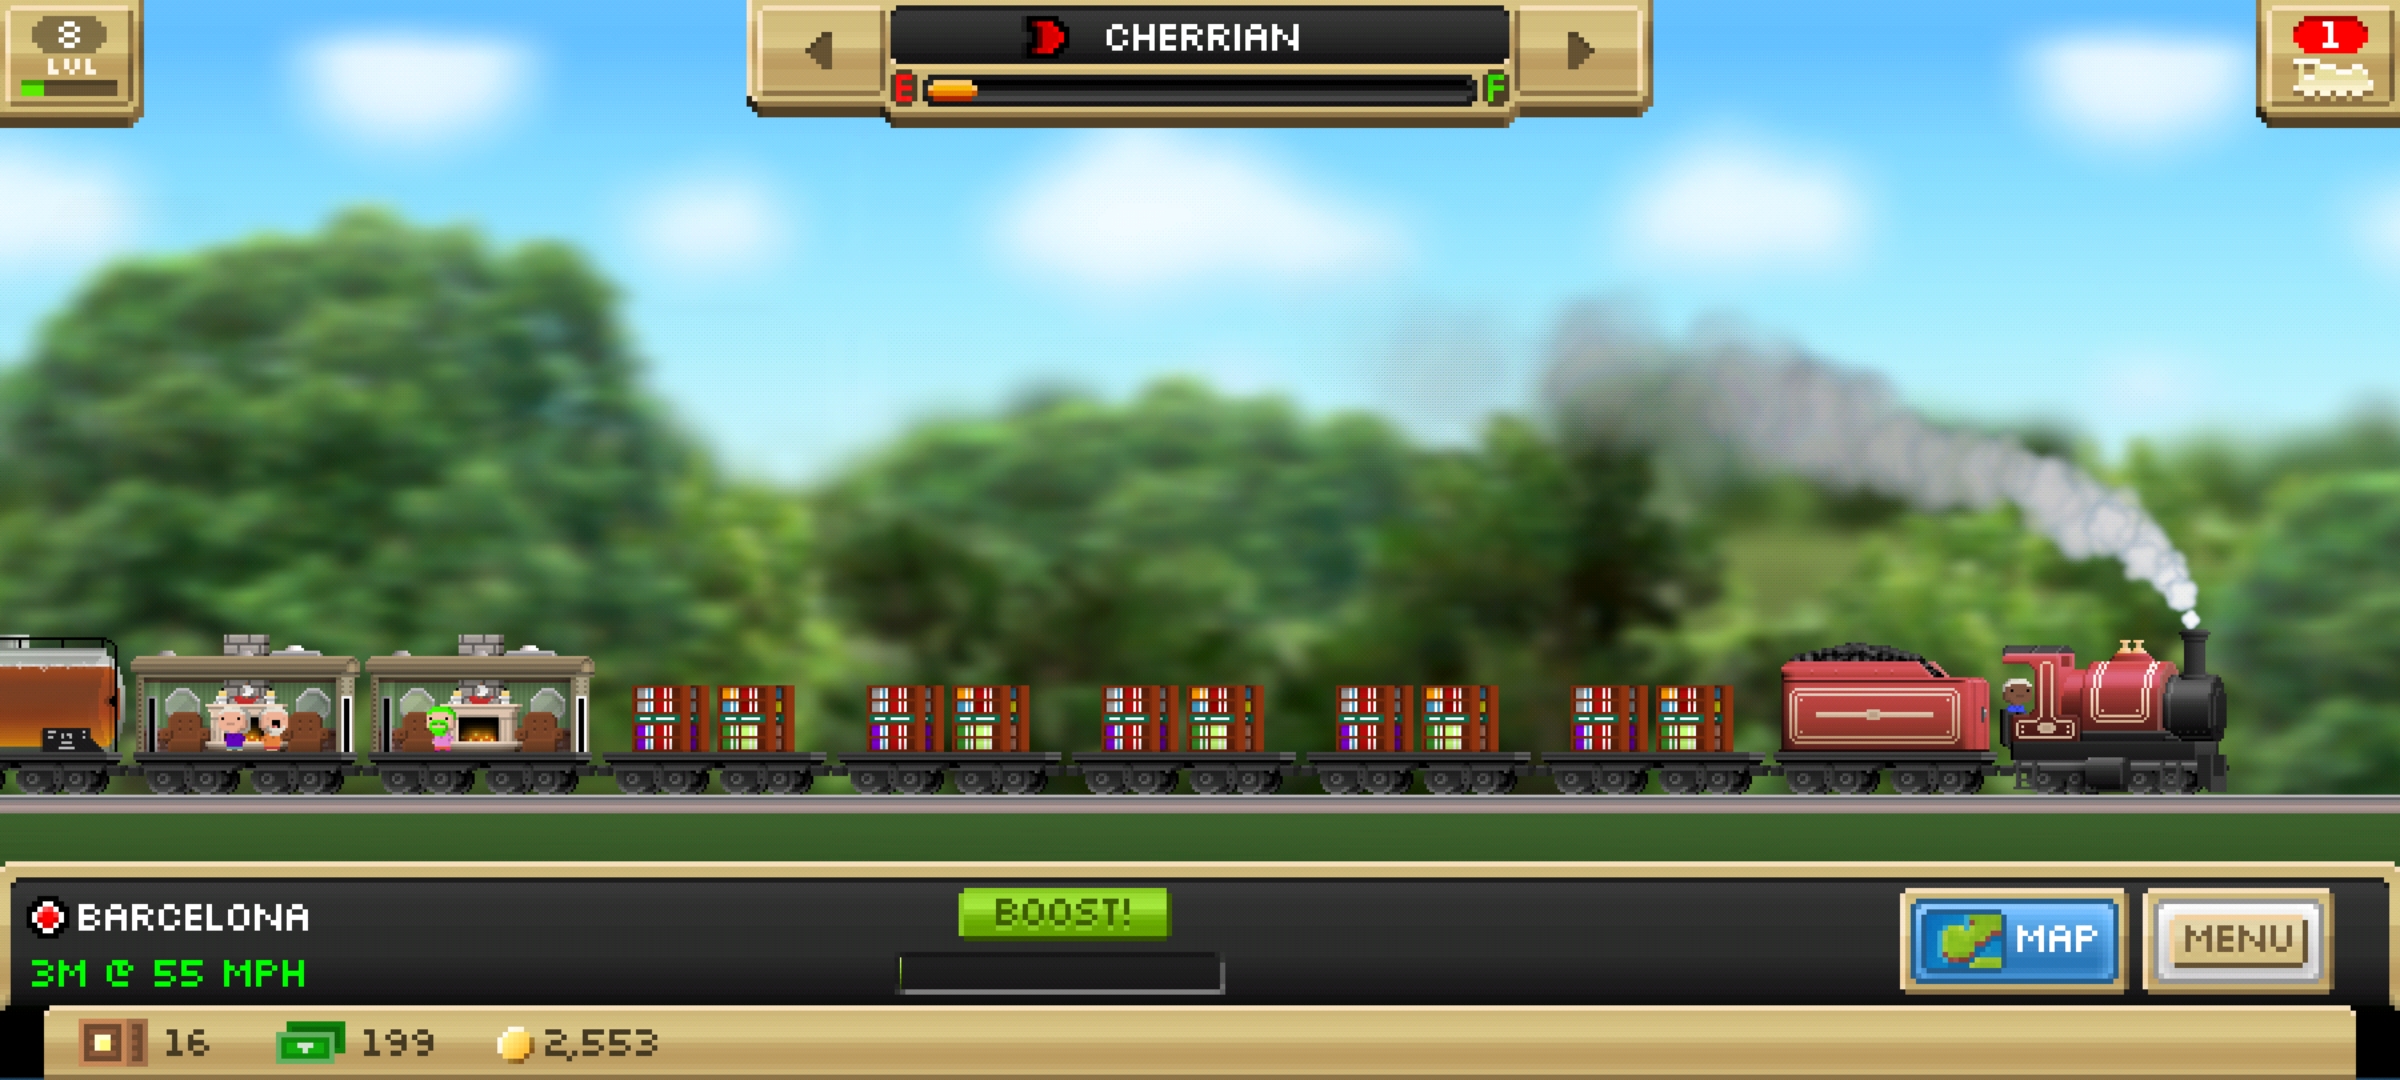 8
LVL
CHERRIAN
E F
1
BARCELONA
BOOST!
3M @ 55 MPH
MAP
MENU
16 199 2,553